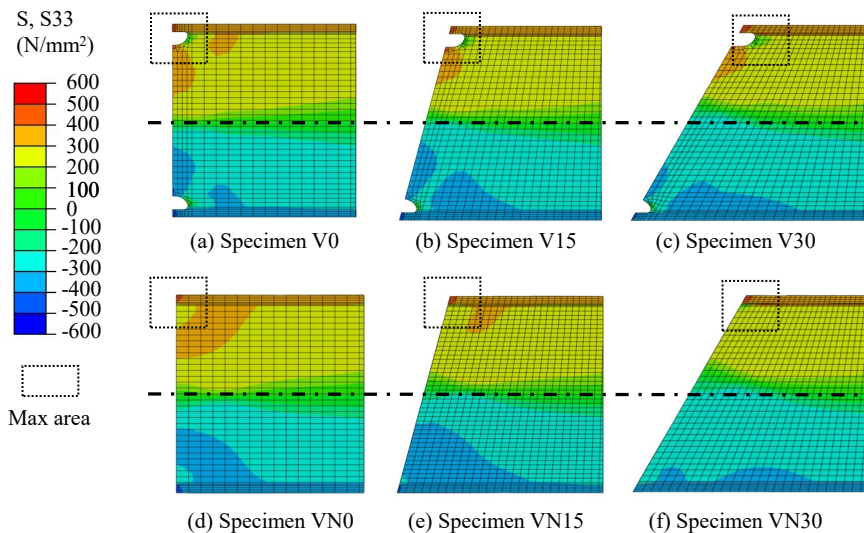 S, S33
(N/mm²)
600
500
400
300
200
100
0
-100
-200
-300
-400
-500
-600
Max area
(a) Specimen V0
(b) Specimen V15
(c) Specimen V30
(d) Specimen VN0
(e) Specimen VN15
(f) Specimen VN30